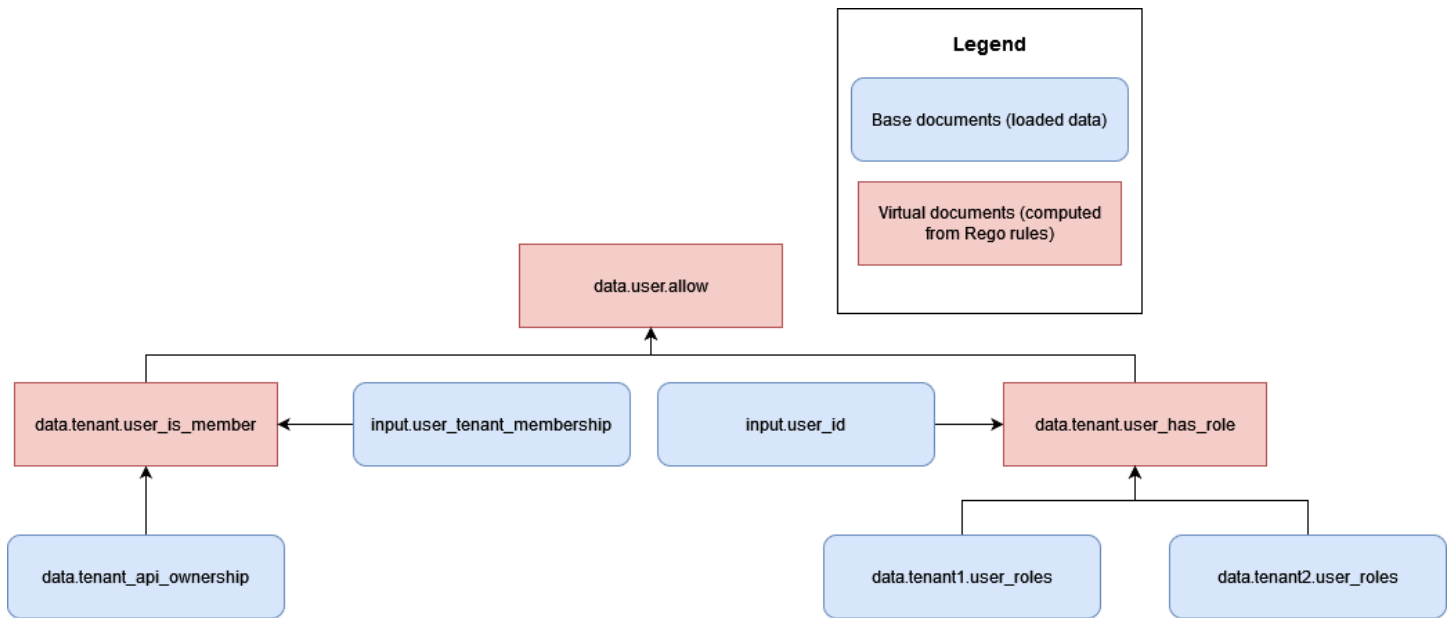 Legend
Base documents (loaded data)
Virtual documents (computed
from Rego rules)
data.user.allow
data.tenant.user_is_member
input.user_tenant_membership
input.user_id
data.tenant.user_has_role
data.tenant_api_ownership
data.tenant1.user_roles
data.tenant2.user_roles